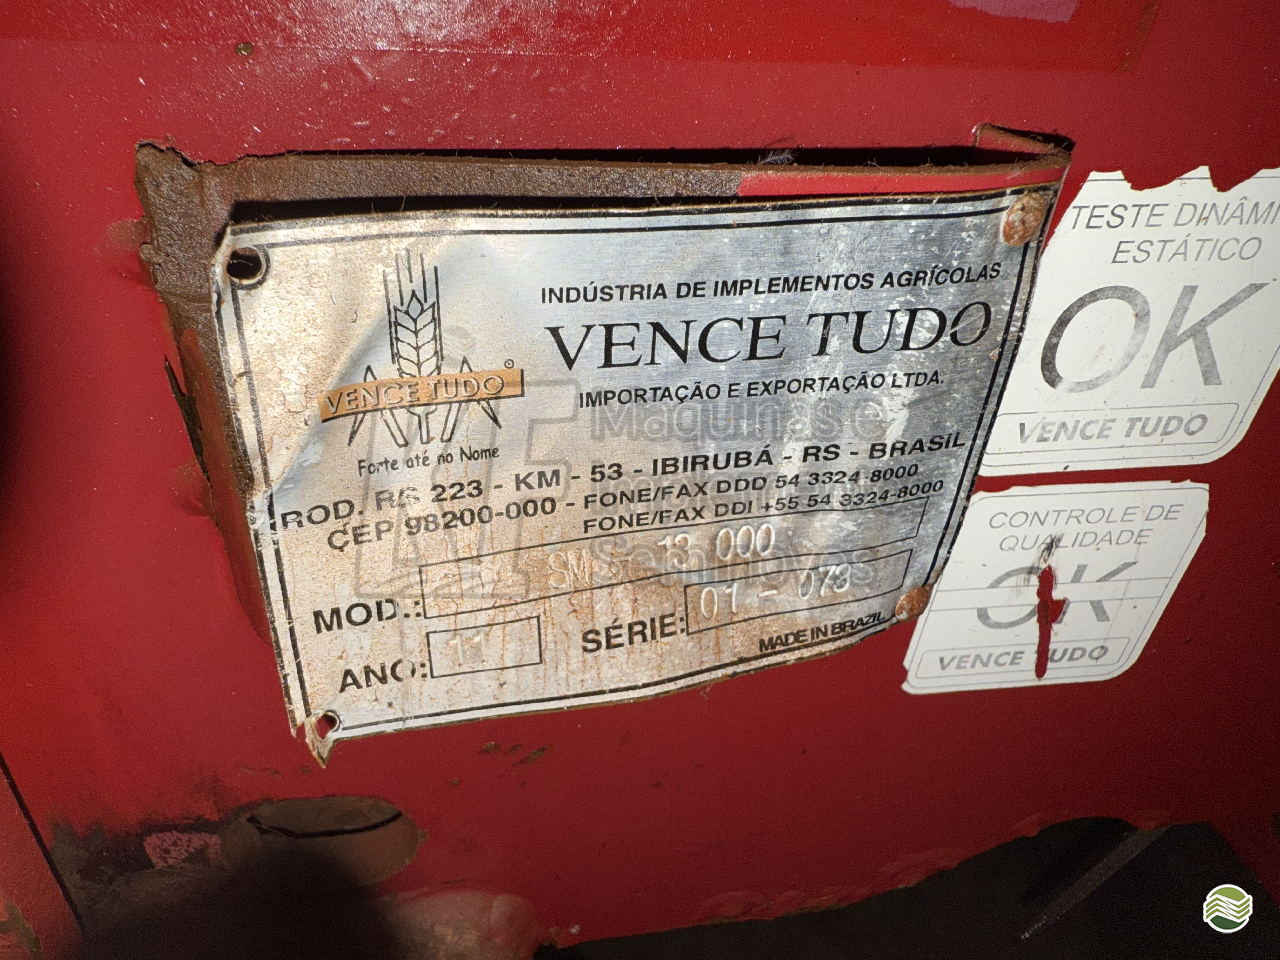 INDÚSTRIA DE IMPLEMENTOS AGRÍCOLAS
VENCE TUDO
IMPORTAÇÃO E EXPORTAÇÃO LTDA.
VENCE TUDO
Forte até no Nome
ROD. RS 223 - KM - 53 - IBIRUBÁ - RS - BRASIL
CEP 98200-000 - FONE/FAX DDD 54 3324-8000
FONE/FAX DDI +55 54 3324-8000
MOD.: SM 13 000
ANO: 11
SÉRIE: 01 - 073
MADE IN BRAZIL
TESTE DINÂMI
ESTÁTICO
OK
VENCE TUDO
CONTROLE DE
QUALIDADE
OK
VENCE TUDO
Máquinas e
Seminovos